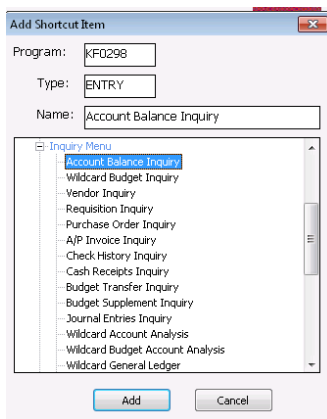 Add Shortcut Item
Program: KF0298
Type: ENTRY
Name: Account Balance Inquiry
Inquiry Menu
Account Balance Inquiry
Wildcard Budget Inquiry
Vendor Inquiry
Requisition Inquiry
Purchase Order Inquiry
A/P Invoice Inquiry
Check History Inquiry
Cash Receipts Inquiry
Budget Transfer Inquiry
Budget Supplement Inquiry
Journal Entries Inquiry
Wildcard Account Analysis
Wildcard Budget Account Analysis
Wildcard General Ledger
Add Cancel